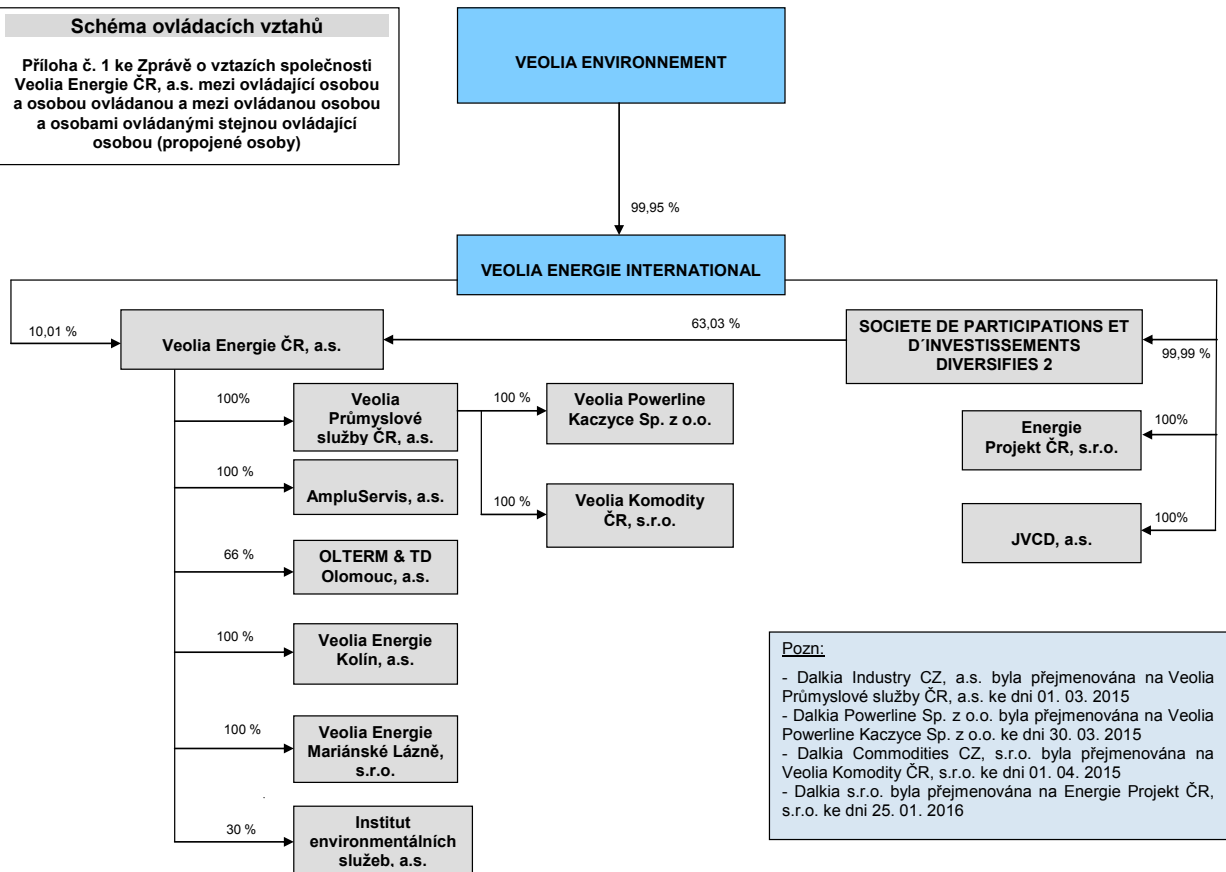 Schéma ovládacích vztahů
Příloha č. 1 ke Zprávě o vztazích společnosti
Veolia Energie ČR, a.s. mezi ovládající osobou
a osobou ovládanou a mezi ovládanou osobou
a osobami ovládanými stejnou ovládající
osobou (propojené osoby)
VEOLIA ENVIRONNEMENT
99,95 %
VEOLIA ENERGIE INTERNATIONAL
10,01 %
Veolia Energie ČR, a.s.
63,03 %
SOCIETE DE PARTICIPATIONS ET
D´INVESTISSEMENTS
DIVERSIFIES 2
99,99 %
100%
Veolia
Průmyslové
služby ČR, a.s.
100 %
Veolia Powerline
Kaczyce Sp. z o.o.
Energie
Projekt ČR, s.r.o.
100%
100 %
AmpluServis, a.s.
100 %
Veolia Komodity
ČR, s.r.o.
JVCD, a.s.
100%
66 %
OLTERM & TD
Olomouc, a.s.
100 %
Veolia Energie
Kolín, a.s.
100 %
Veolia Energie
Mariánské Lázně,
s.r.o.
30 %
Institut
environmentálních
služeb, a.s.
Pozn:
- Dalkia Industry CZ, a.s. byla přejmenována na Veolia
Průmyslové služby ČR, a.s. ke dni 01. 03. 2015
- Dalkia Powerline Sp. z o.o. byla přejmenována na Veolia
Powerline Kaczyce Sp. z o.o. ke dni 30. 03. 2015
- Dalkia Commodities CZ, s.r.o. byla přejmenována na
Veolia Komodity ČR, s.r.o. ke dni 01. 04. 2015
- Dalkia s.r.o. byla přejmenována na Energie Projekt ČR,
s.r.o. ke dni 25. 01. 2016